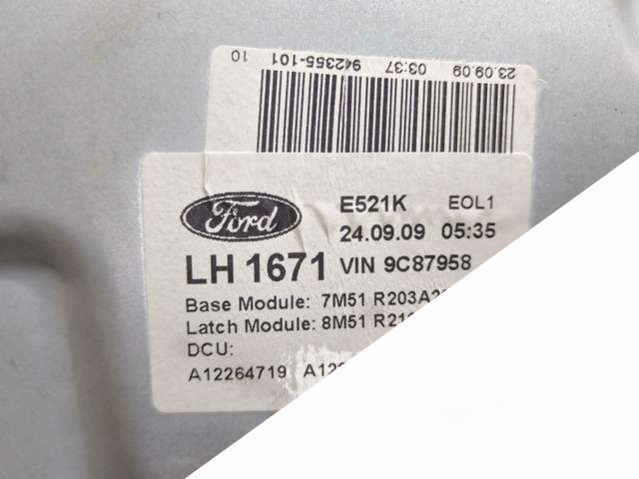 23.09.09 03:37 942355-101 10
Ford
E521K EOL1
24.09.09 05:35
LH 1671 VIN 9C87958
Base Module: 7M51
Latch Module: 8M51
DCU:
A12264719